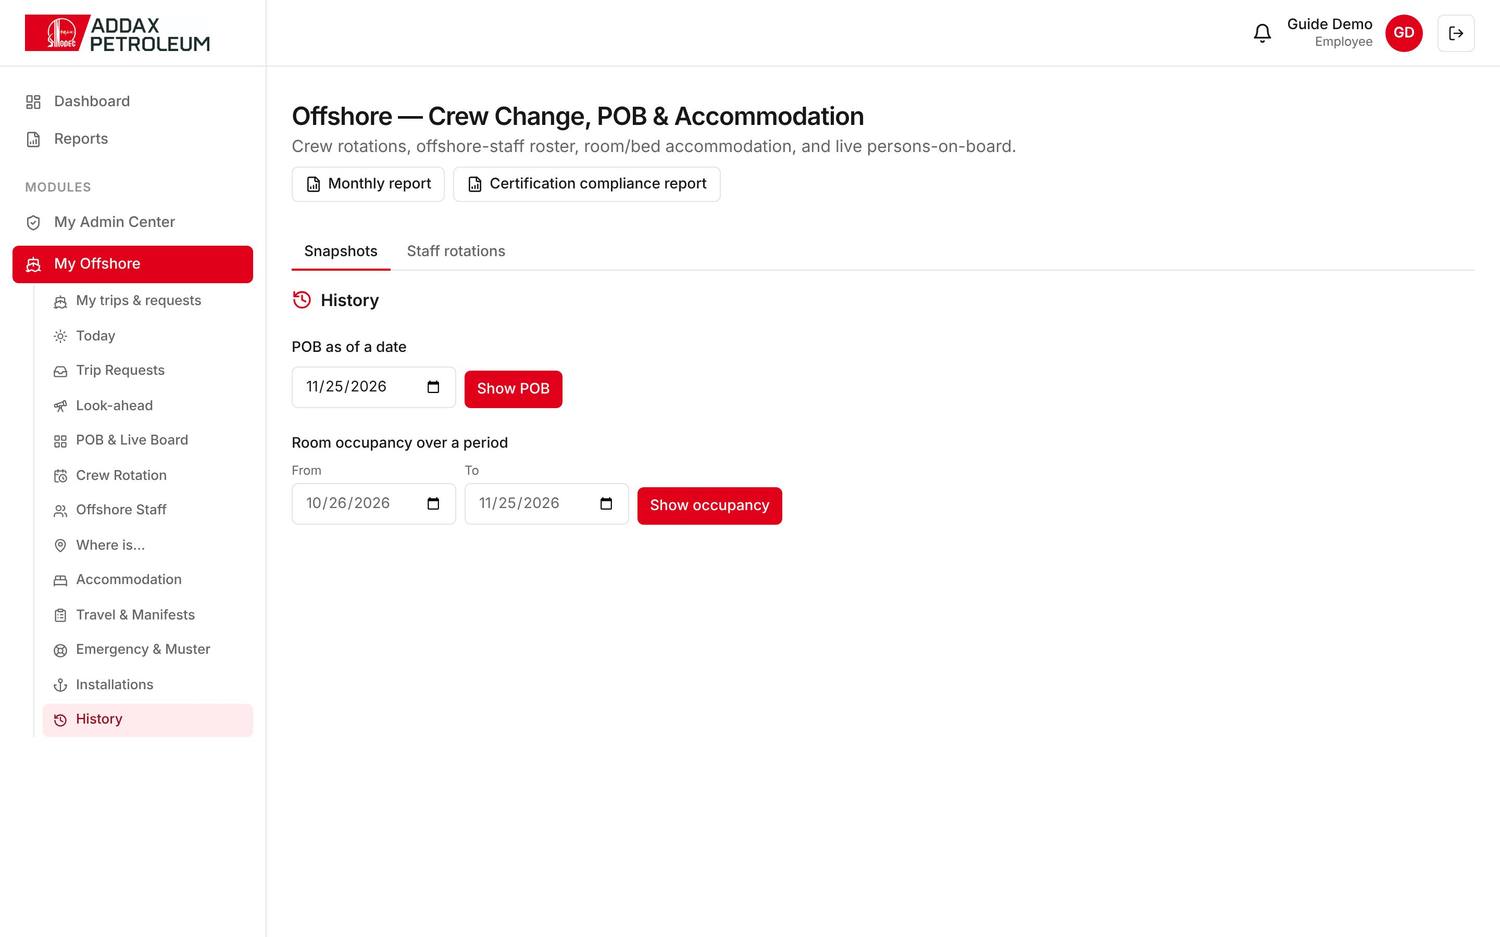 ADDAX
PETROLEUM
Sinopec
Guide Demo
Employee
GD
Dashboard
Reports
MODULES
My Admin Center
My Offshore
My trips & requests
Today
Trip Requests
Look-ahead
POB & Live Board
Crew Rotation
Offshore Staff
Where is...
Accommodation
Travel & Manifests
Emergency & Muster
Installations
History
Offshore — Crew Change, POB & Accommodation
Crew rotations, offshore-staff roster, room/bed accommodation, and live persons-on-board.
Monthly report
Certification compliance report
Snapshots
Staff rotations
History
POB as of a date
11/25/2026
Show POB
Room occupancy over a period
From
To
10/26/2026
11/25/2026
Show occupancy